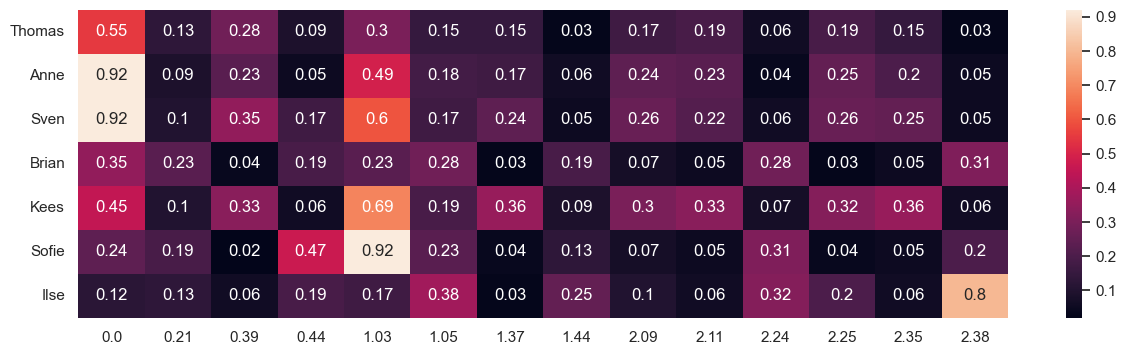 Thomas 0.55 0.13 0.28 0.09 0.3 0.15 0.15 0.03 0.17 0.19 0.06 0.19 0.15 0.03
Anne 0.92 0.09 0.23 0.05 0.49 0.18 0.17 0.06 0.24 0.23 0.04 0.25 0.2 0.05
Sven 0.92 0.1 0.35 0.17 0.6 0.17 0.24 0.05 0.26 0.22 0.06 0.26 0.25 0.05
Brian 0.35 0.23 0.04 0.19 0.23 0.28 0.03 0.19 0.07 0.05 0.28 0.03 0.05 0.31
Kees 0.45 0.1 0.33 0.06 0.69 0.19 0.36 0.09 0.3 0.33 0.07 0.32 0.36 0.06
Sofie 0.24 0.19 0.02 0.47 0.92 0.23 0.04 0.13 0.07 0.05 0.31 0.04 0.05 0.2
Ilse 0.12 0.13 0.06 0.19 0.17 0.38 0.03 0.25 0.1 0.06 0.32 0.2 0.06 0.8
0.0 0.21 0.39 0.44 1.03 1.05 1.37 1.44 2.09 2.11 2.24 2.25 2.35 2.38
0.9
0.8
0.7
0.6
0.5
0.4
0.3
0.2
0.1